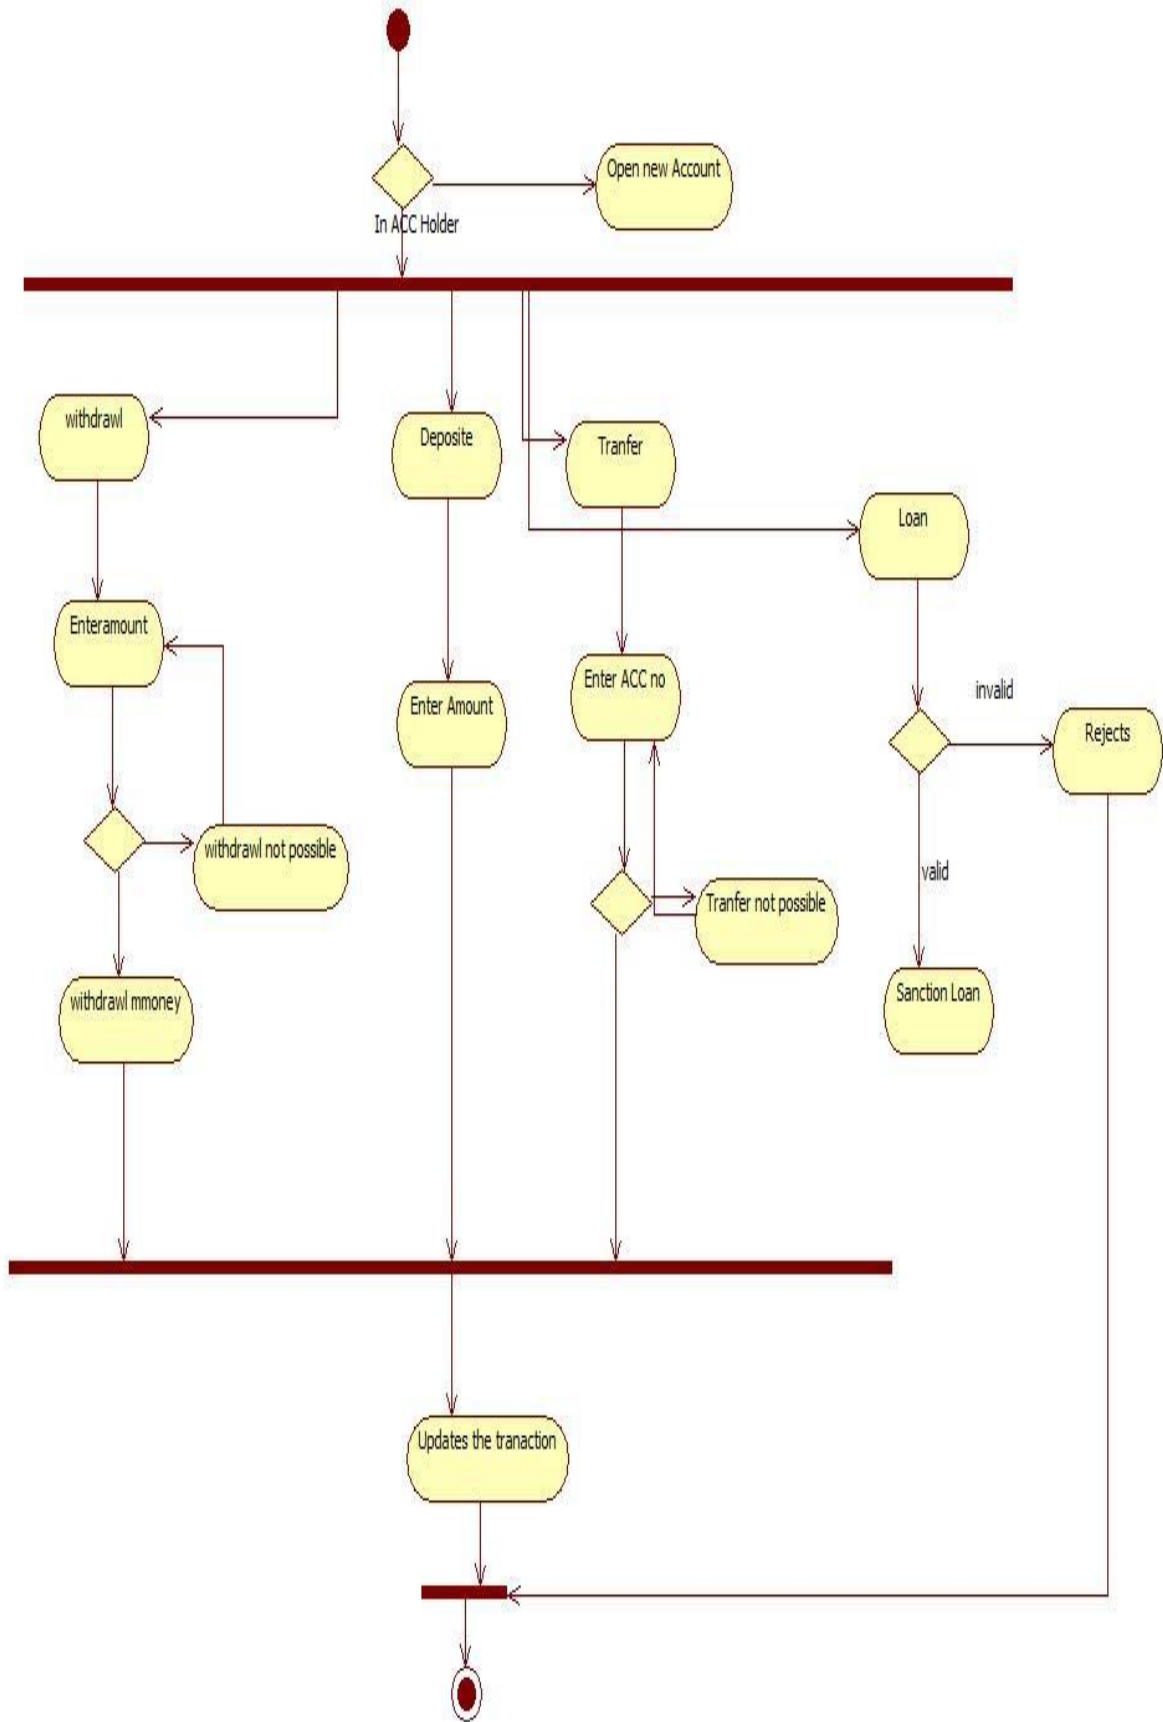 Open new Account
In ACC Holder
withdrawl
Deposite
Tranfer
Loan
Enteramount
Enter Amount
Enter ACC no
invalid
Rejects
withdrawl not possible
valid
Tranfer not possible
withdrawl mmoney
Sanction Loan
Updates the tranaction